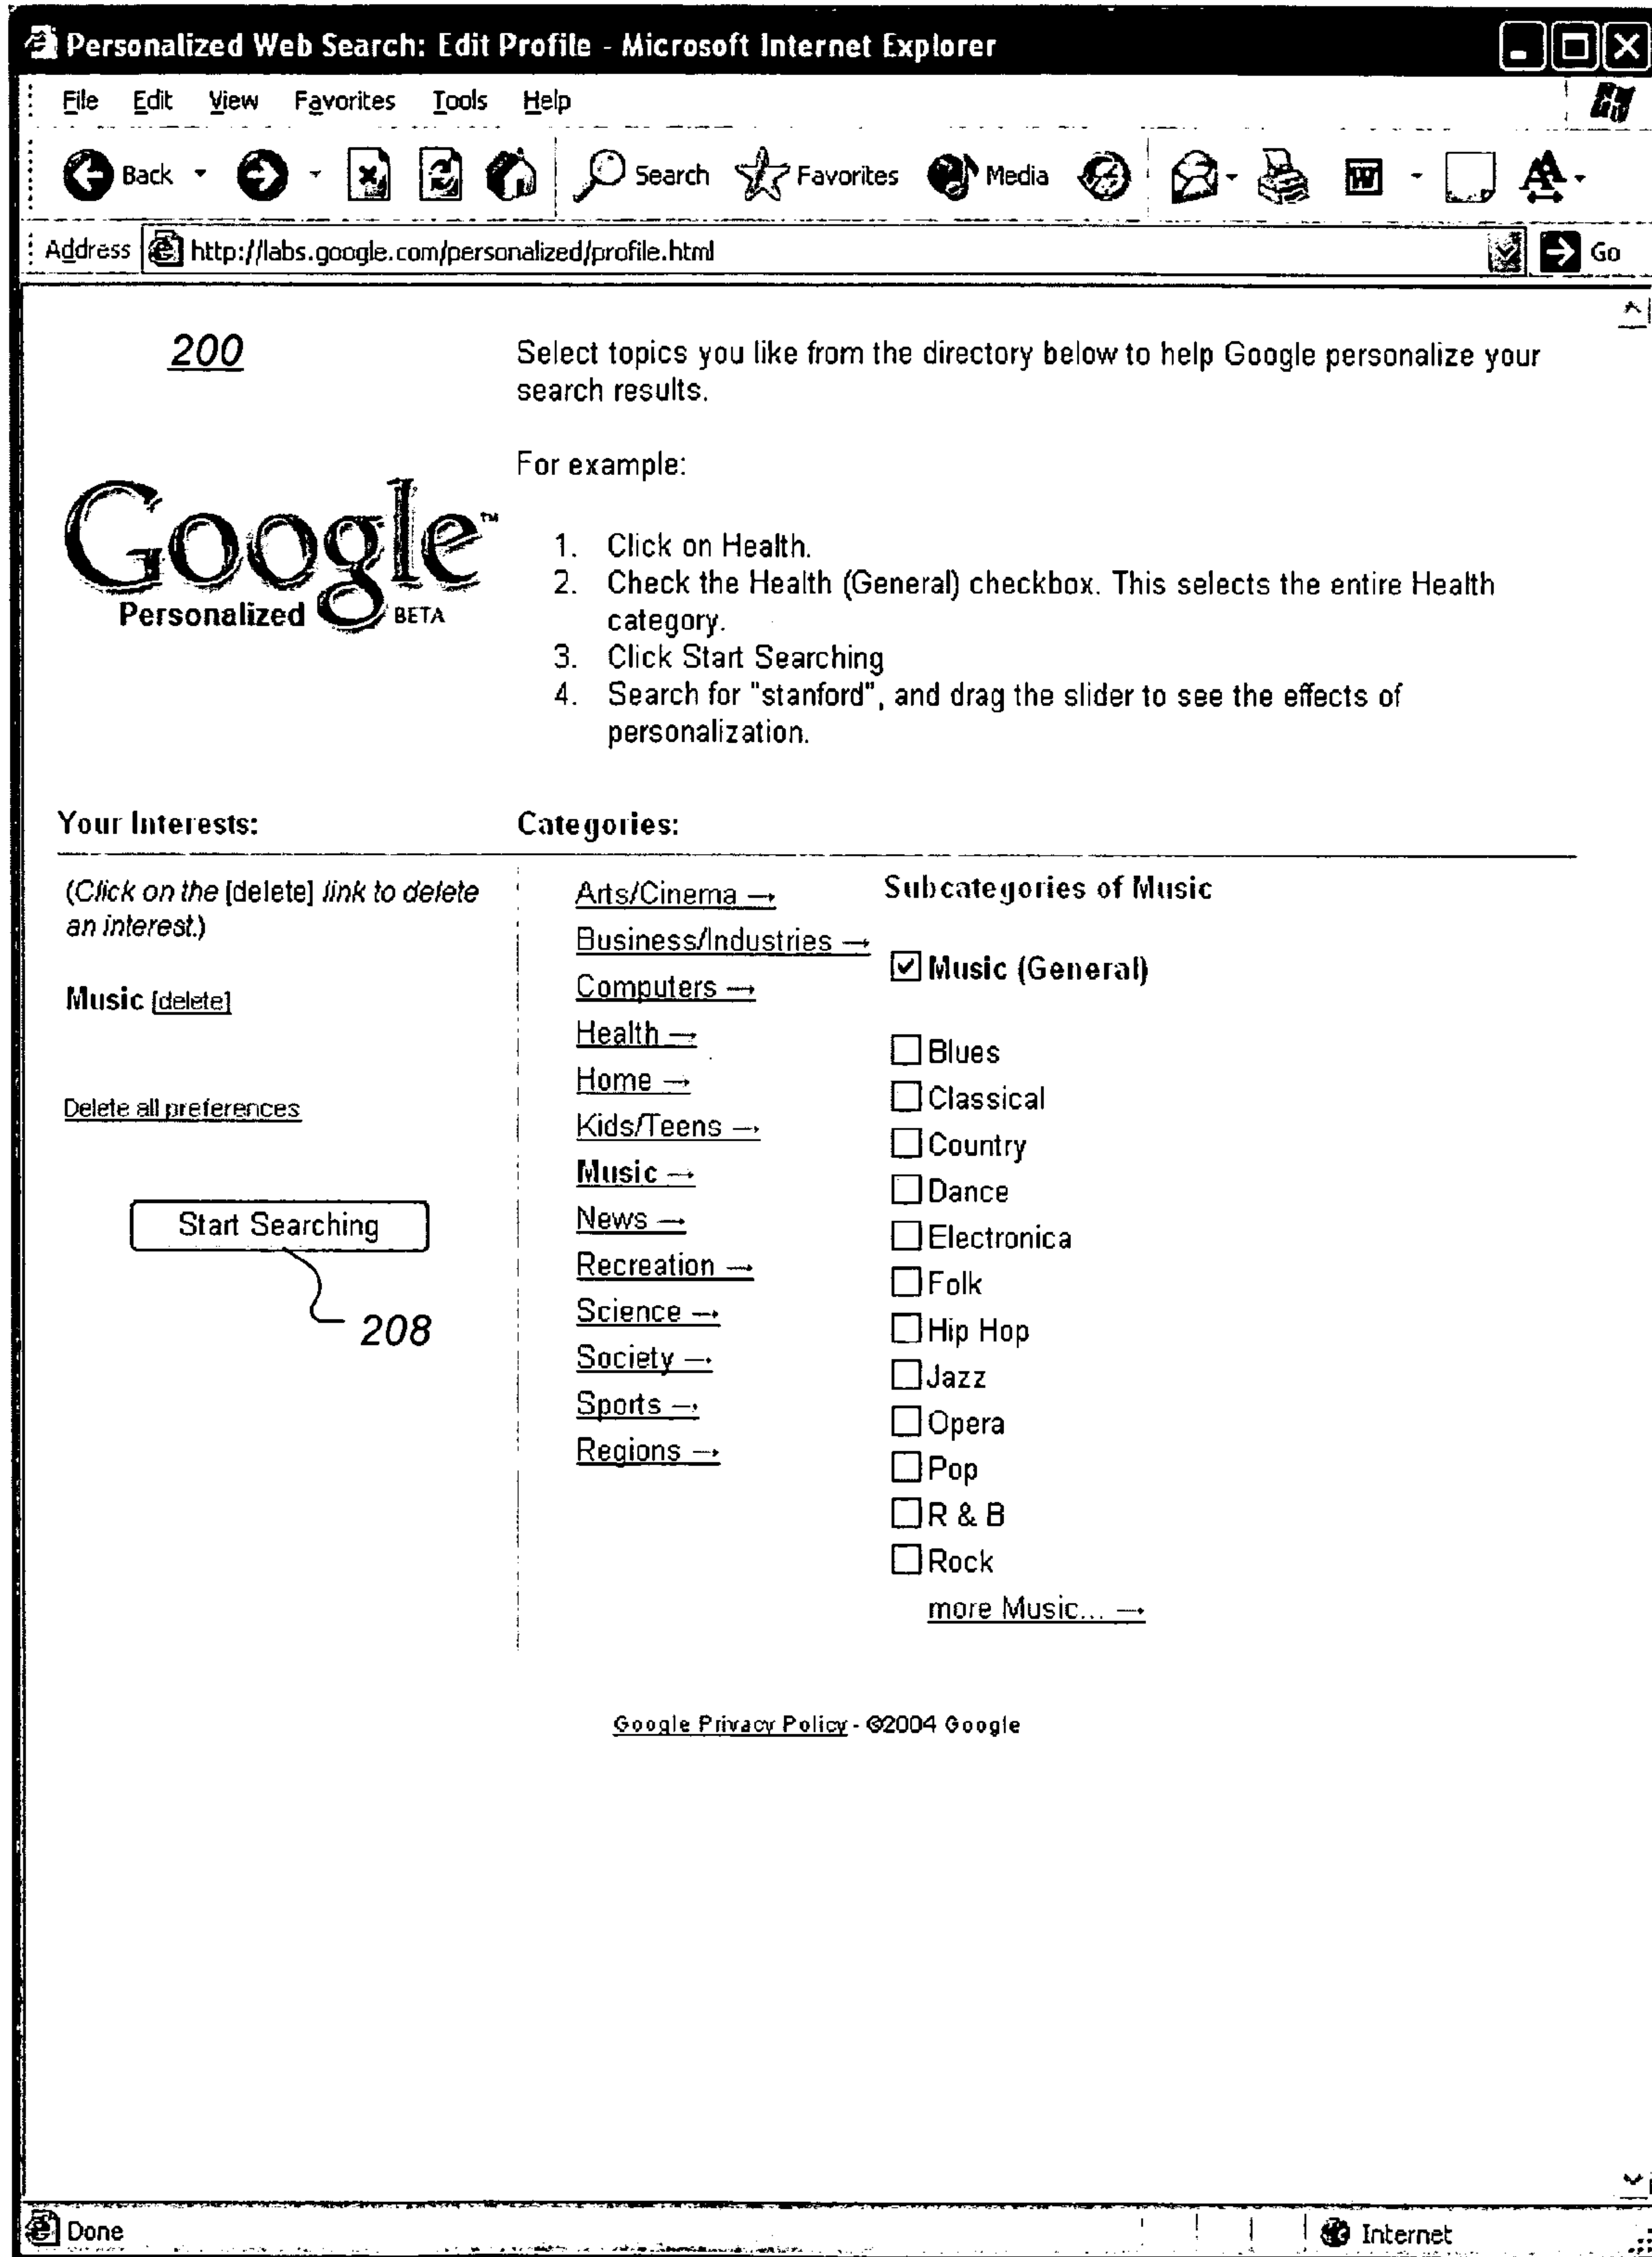 Personalized Web Search: Edit Profile - Microsoft Internet Explorer
File Edit View Favorites Tools Help
Back Search Favorites Media
Address http://labs.google.com/personalized/profile.html Go
200
Select topics you like from the directory below to help Google personalize your
search results.
For example:
Google™
Personalized BETA
1. Click on Health.
2. Check the Health (General) checkbox. This selects the entire Health
category.
3. Click Start Searching
4. Search for "stanford", and drag the slider to see the effects of
personalization.
Your Interests:
(Click on the [delete] link to delete
an interest.)
Music [delete]
Delete all preferences
Start Searching
208
Categories:
Arts/Cinema →
Business/Industries →
Computers →
Health →
Home →
Kids/Teens →
Music →
News →
Recreation →
Science →
Society →
Sports →
Regions →
Subcategories of Music
Music (General)
Blues
Classical
Country
Dance
Electronica
Folk
Hip Hop
Jazz
Opera
Pop
R & B
Rock
more Music... →
Google Privacy Policy - ©2004 Google
Done Internet